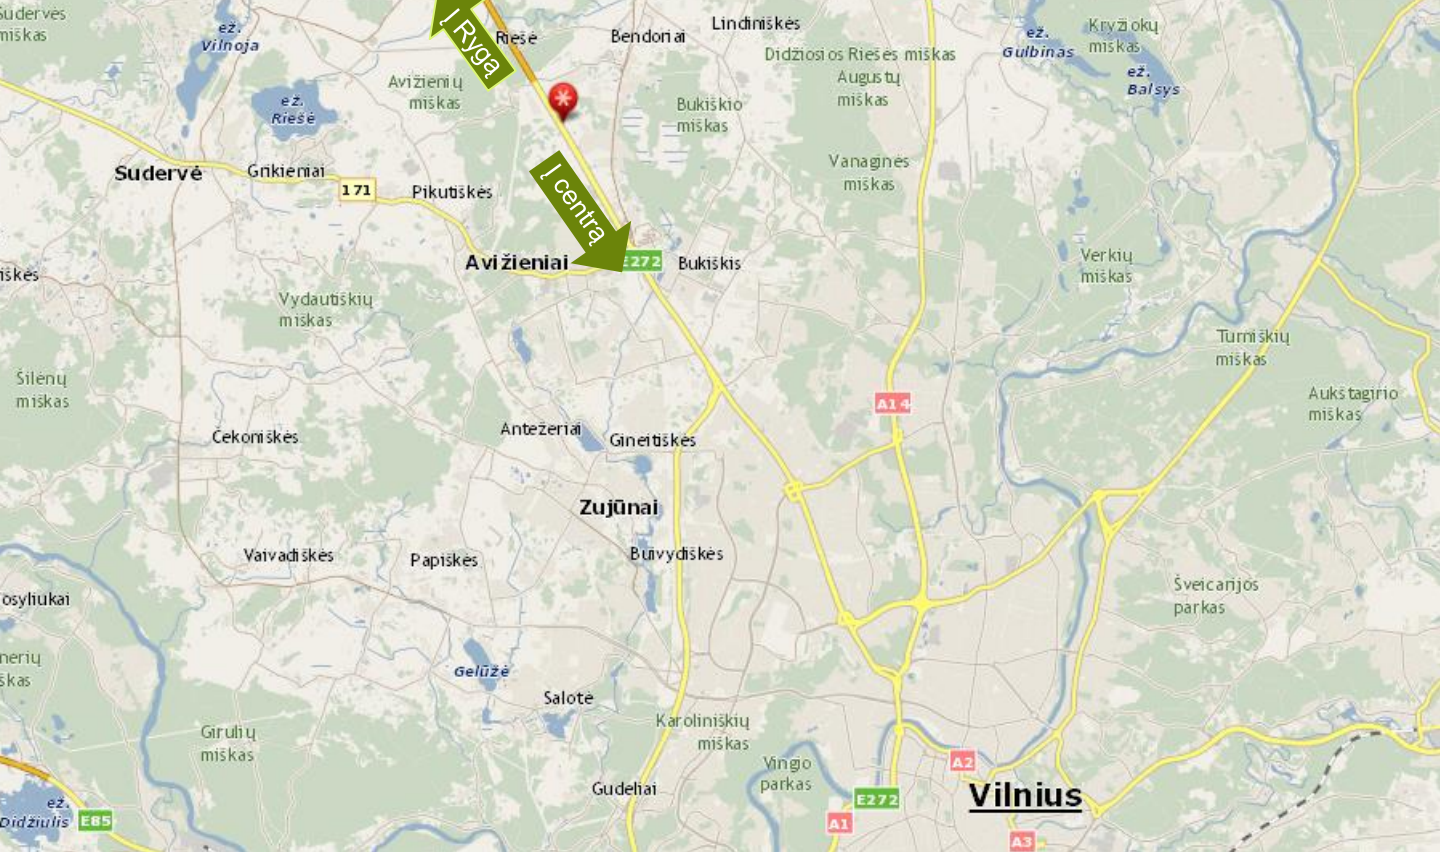 Sudervės
miškas
ež.
Vilnoja
Į Rygą
Riešė
Bendoriai
Lindiniškės
Didžiosios Riešės miškas
Augustų
miškas
ež.
Gulbinas
Kryžiokų
miškas
ež.
Balsys
Avižienių
miškas
ež.
Riešė
Bukiškio
miškas
Sudervė
Grikieniai
171
Pikutiškės
Į centrą
Vanaginės
miškas
Avižieniai
E272
Bukiškis
Verkių
miškas
iškės
Vydautiškių
miškas
Turniškių
miškas
Šilėnų
miškas
A14
Aukštagirio
miškas
Čekoniškės
Antežeriai
Gineitiškės
Zujūnai
Vaivadiškės
Papiškės
Buivydiškės
Šveicarijos
parkas
osyliukai
nerių
škas
Gelūžė
Salotė
Karoliniškių
miškas
Girulių
miškas
Vingio
parkas
A2
Gudeliai
E272
Vilnius
ež.
Didžiulis
E85
A1
A3